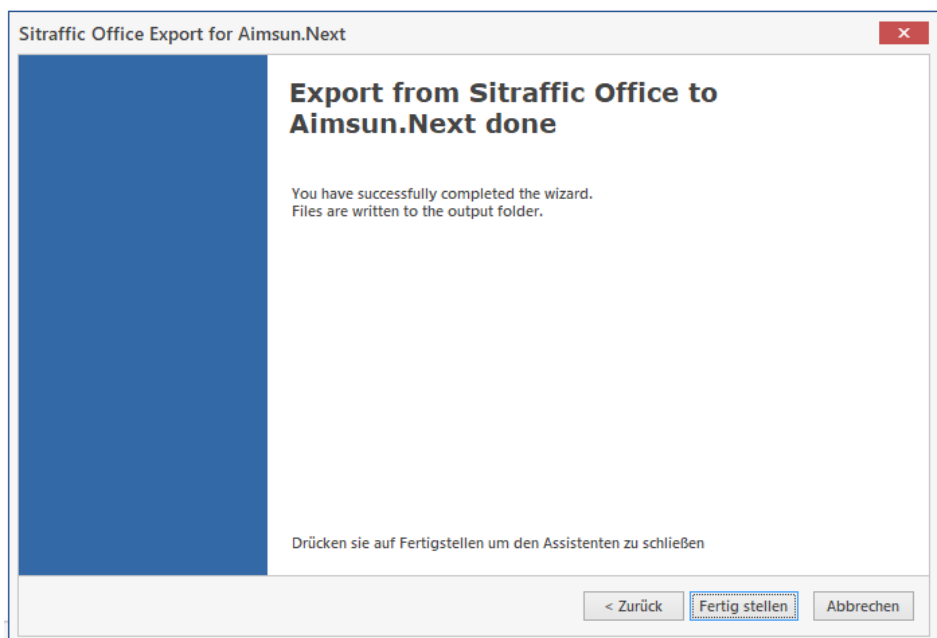 Sitraffic Office Export for Aimsun.Next
Export from Sitraffic Office to
Aimsun.Next done
You have successfully completed the wizard.
Files are written to the output folder.
Drücken sie auf Fertigstellen um den Assistenten zu schließen
< Zurück Fertig stellen Abbrechen